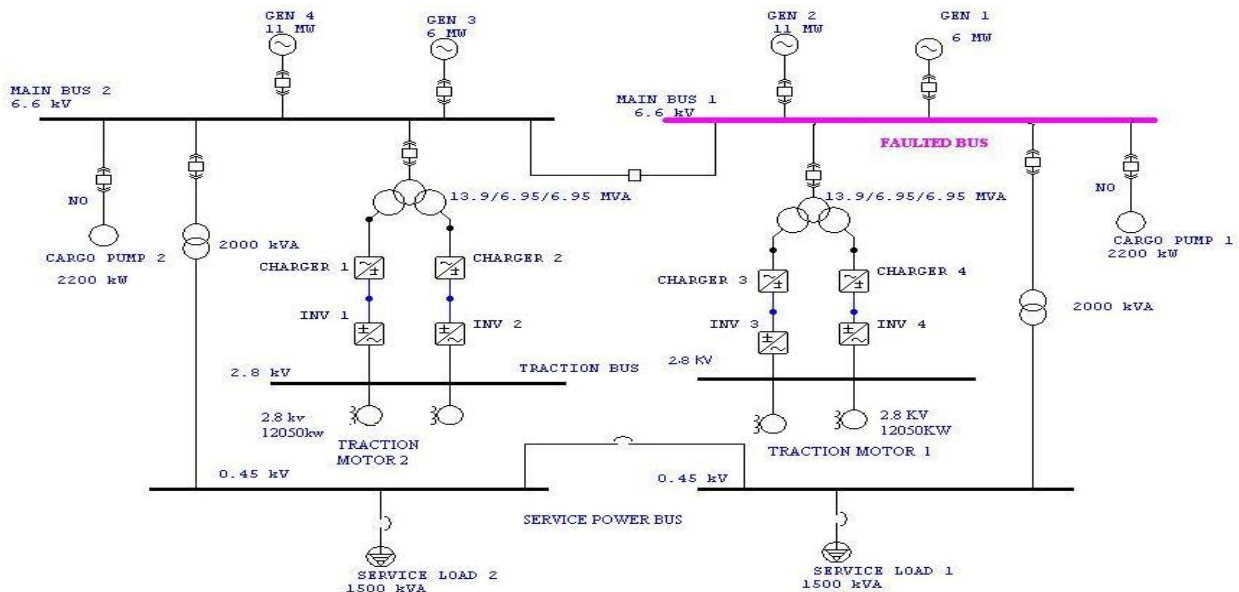 GEN 4
11 MW
GEN 3
6 MW
GEN 2
11 MW
GEN 1
6 MW
MAIN BUS 2
6.6 kV
MAIN BUS 1
6.6 kV
FAULTED BUS
NO
13.9/6.95/6.95 MVA
13.9/6.95/6.95 MVA
NO
CARGO PUMP 2
2200 kW
2000 kVA
CHARGER 1
CHARGER 2
CHARGER 3
CHARGER 4
CARGO PUMP 1
2200 kW
2000 kVA
INV 1
INV 2
INV 3
INV 4
2.8 kV
TRACTION BUS
2.8 KV
2.8 kv
12050kw
TRACTION
MOTOR 2
2.8 KV
12050KW
TRACTION MOTOR 1
0.45 kV
0.45 kV
SERVICE POWER BUS
SERVICE LOAD 2
1500 kVA
SERVICE LOAD 1
1500 kVA